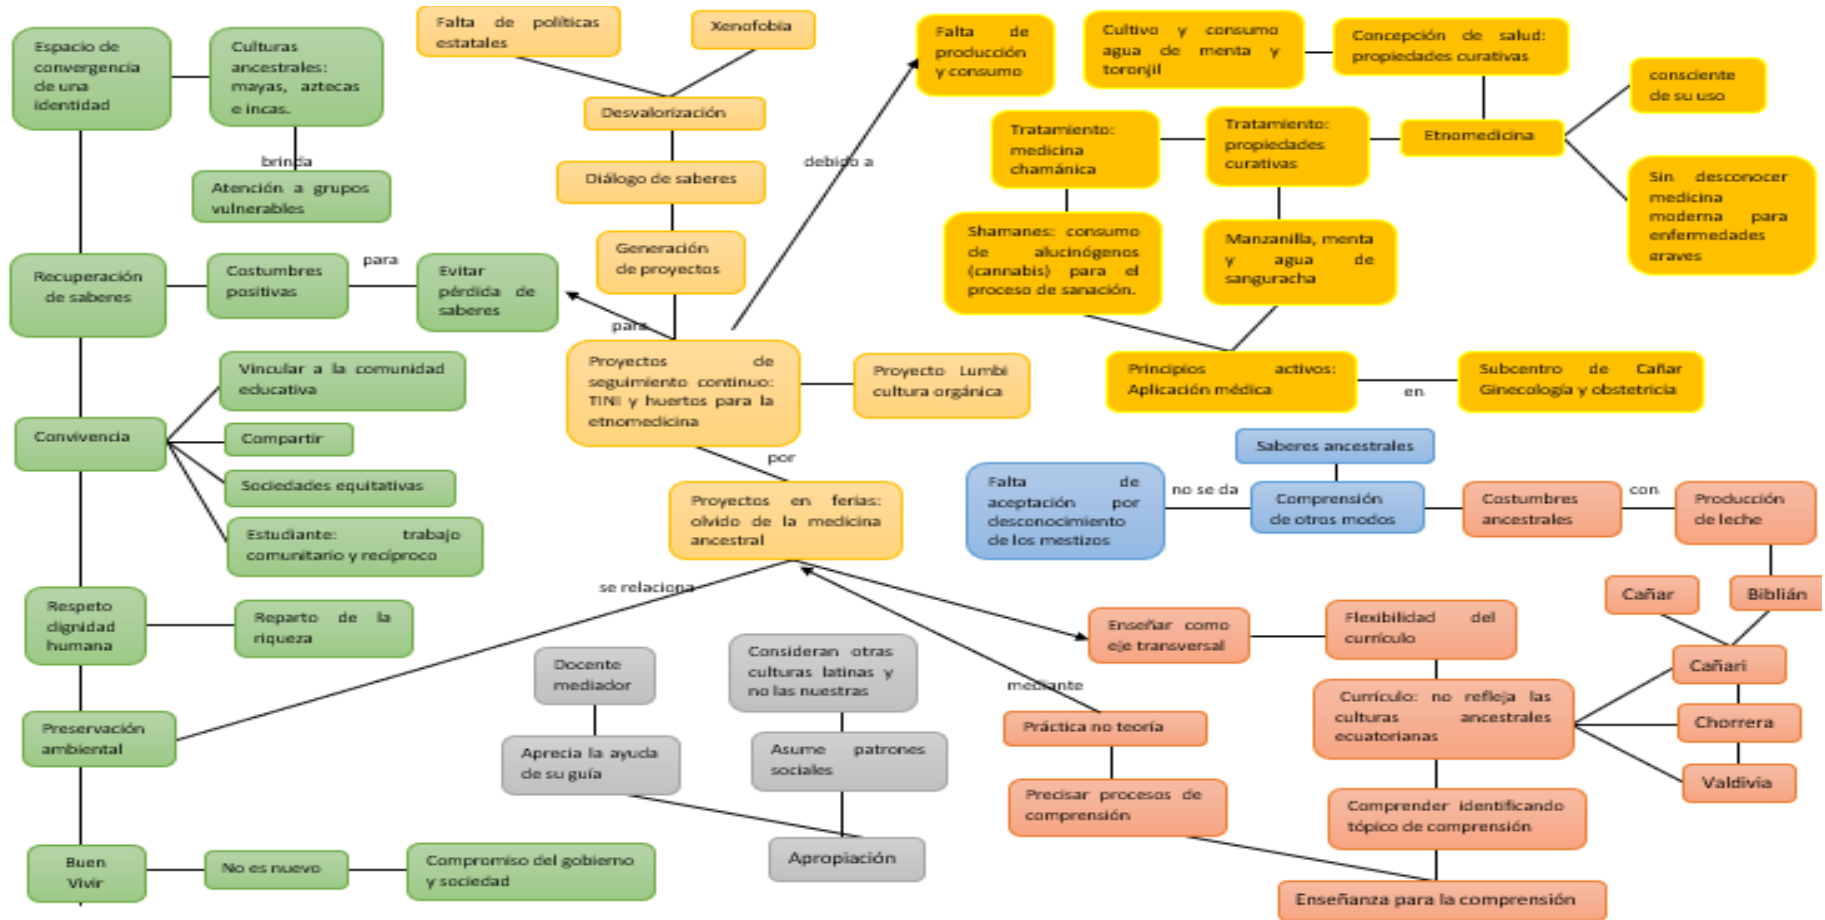 Espacio de
convergencia
de una
identidad
Culturas
ancestrales:
mayas, aztecas
e incas.
brinda
Atención a grupos
vulnerables
Recuperación
de saberes
Costumbres
positivas
para
Evitar
pérdida de
saberes
Convivencia
Vincular a la comunidad
educativa
Compartir
Sociedades equitativas
Estudiante: trabajo
comunitario y recíproco
Respeto
dignidad
humana
Reparto de la
riqueza
Preservación
ambiental
Buen
Vivir
No es nuevo
Compromiso del gobierno
y sociedad
Falta de políticas
estatales
Xenofobia
Desvalorización
Diálogo de saberes
Generación
de proyectos
para
Proyectos de
seguimiento continuo:
TINI y huertos para la
etnomedicina
Proyecto Lumbi
cultura orgánica
por
Proyectos en ferias:
olvido de la medicina
ancestral
se relaciona
debido a
Falta de
producción
y consumo
Cultivo y consumo
agua de menta y
toronjil
Concepción de salud:
propiedades curativas
consciente
de su uso
Tratamiento:
medicina
chamánica
Tratamiento:
propiedades
curativas
Etnomedicina
Sin desconocer
medicina
moderna para
enfermedades
graves
Shamanes: consumo
de alucinógenos
(cannabis) para el
proceso de sanación.
Manzanilla, menta
y agua de
sanguracha
Principios activos:
Aplicación médica
en
Subcentro de Cañar
Ginecología y obstetricia
Saberes ancestrales
Falta de
aceptación por
desconocimiento
de los mestizos
no se da
Comprensión
de otros modos
Costumbres
ancestrales
con
Producción
de leche
Cañar
Biblián
Cañari
Chorrera
Valdivia
Enseñar como
eje transversal
Flexibilidad del
currículo
Currículo: no refleja las
culturas ancestrales
ecuatorianas
mediante
Práctica no teoría
Precisar procesos de
comprensión
Comprender identificando
tópico de comprensión
Enseñanza para la comprensión
Docente
mediador
Consideran otras
culturas latinas y
no las nuestras
Aprecia la ayuda
de su guía
Asume patrones
sociales
Apropiación